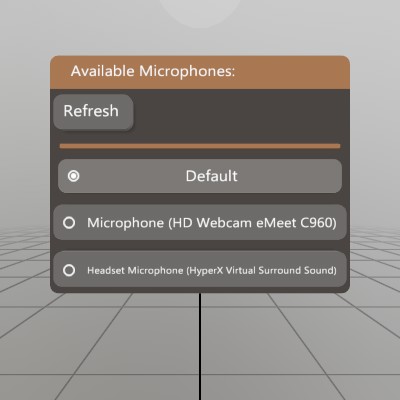 Available Microphones:
Refresh
Default
Microphone (HD Webcam eMeet C960)
Headset Microphone (HyperX Virtual Surround Sound)